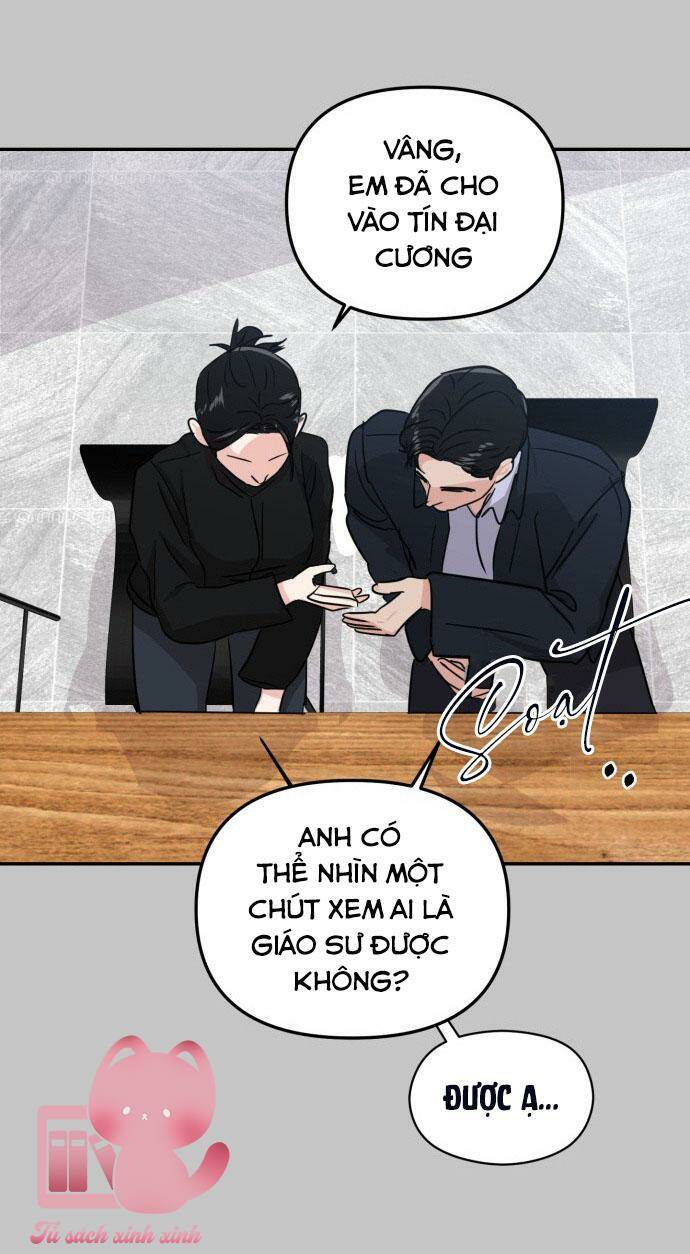 VÂNG,
EM ĐÃ CHO
VÀO TÍN ĐẠI
CƯƠNG
Soạt
ANH CÓ
THỂ NHÌN MỘT
CHÚT XEM AI LÀ
GIÁO SƯ ĐƯỢC
KHÔNG?
ĐƯỢC Ạ...
Tủ sách xinh xinh